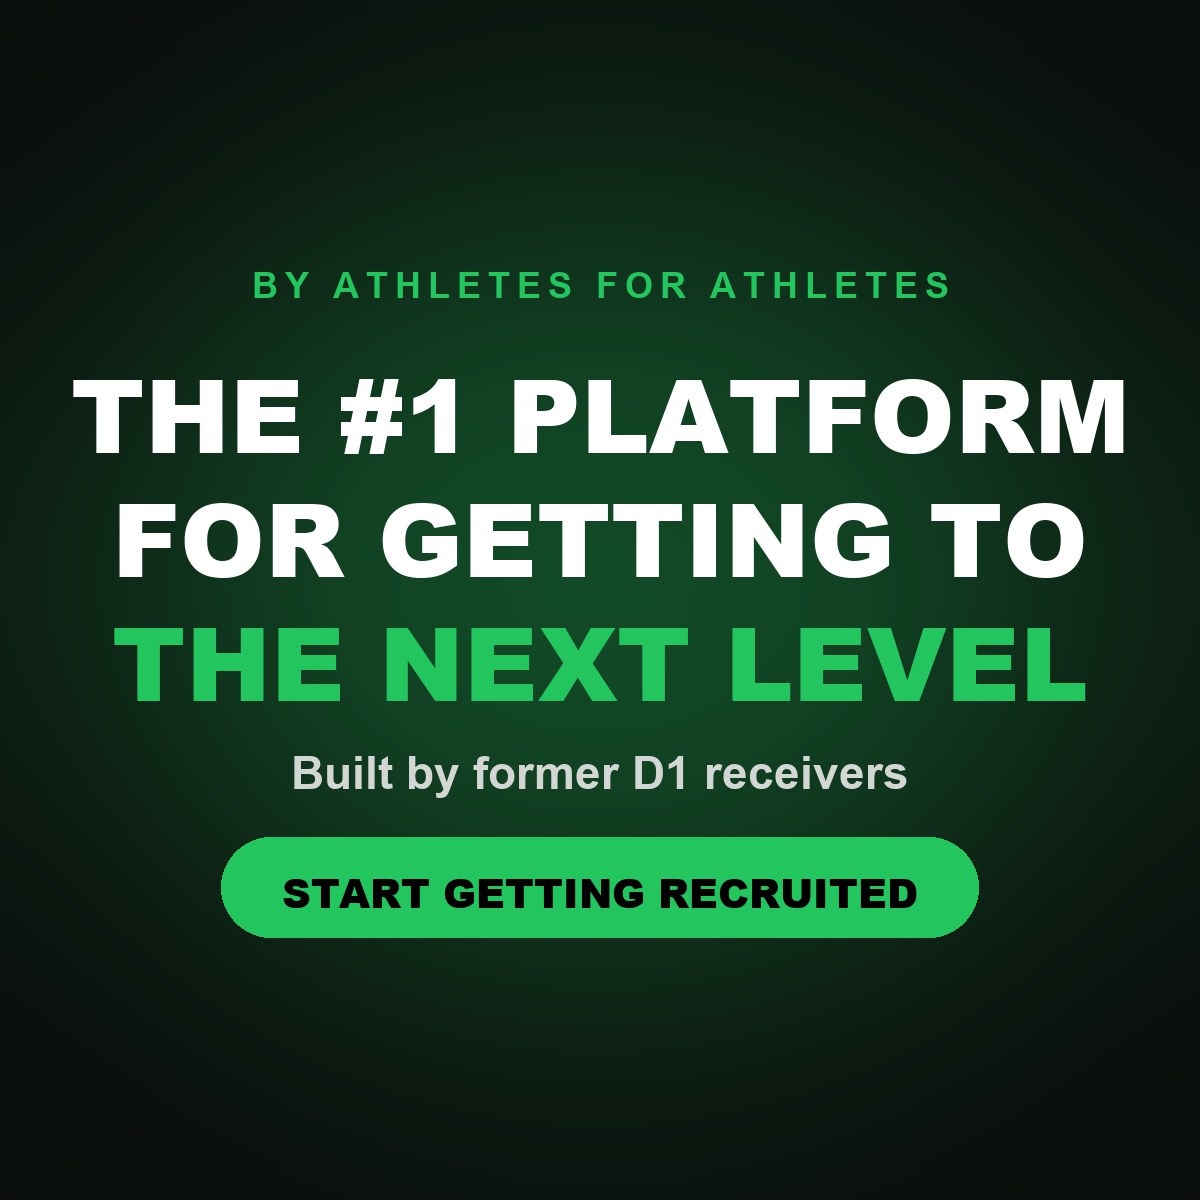 BY ATHLETES FOR ATHLETES
THE #1 PLATFORM
FOR GETTING TO
THE NEXT LEVEL
Built by former D1 receivers
START GETTING RECRUITED